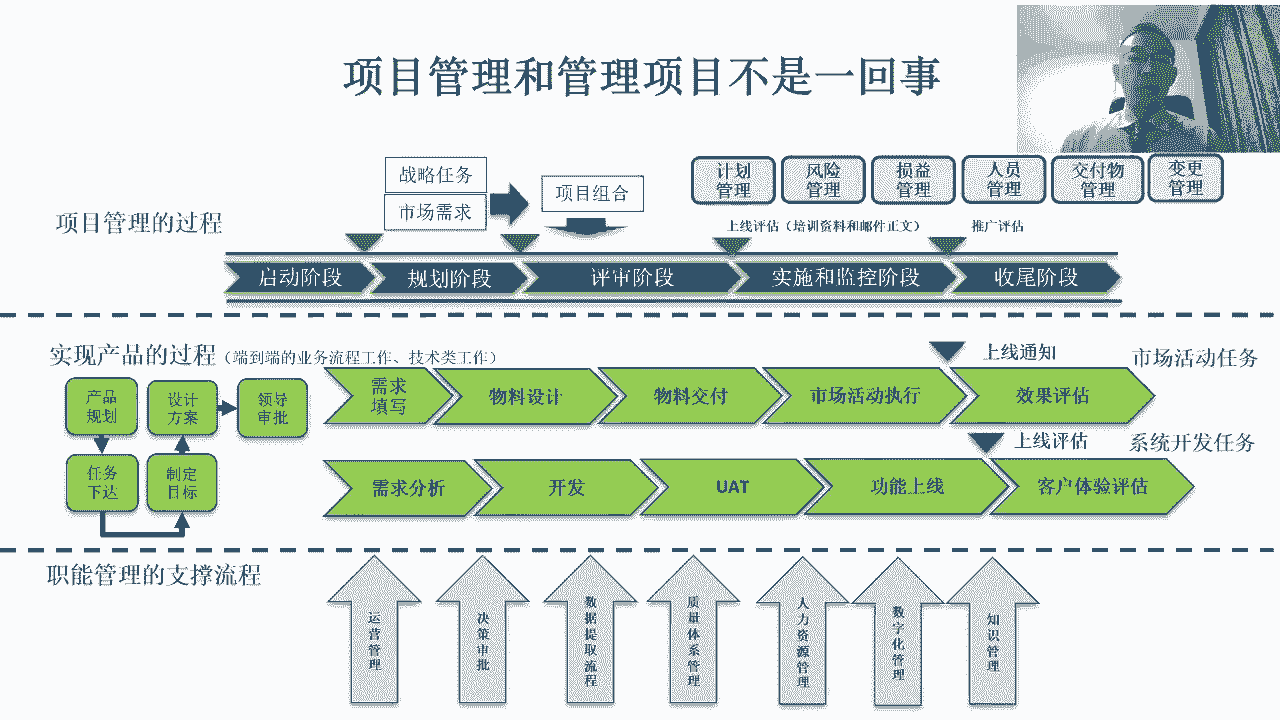 项目管理和管理项目不是一回事
战略任务
市场需求
项目组合
计划
管理
风险
管理
损益
管理
人员
管理
交付物
管理
变更
管理
项目管理的过程
上线评估（培训资料和邮件正文）
推广评估
启动阶段
规划阶段
评审阶段
实施和监控阶段
收尾阶段
实现产品的过程（端到端的业务流程工作、技术类工作）
上线通知
市场活动任务
产品
规划
设计
方案
领导
审批
任务
下达
制定
目标
需求
填写
物料设计
物料交付
市场活动执行
效果评估
上线评估
系统开发任务
需求分析
开发
UAT
功能上线
客户体验评估
职能管理的支撑流程
运营管理
决策审批
数据提取流程
质量体系管理
人力资源管理
数字化管理
知识管理